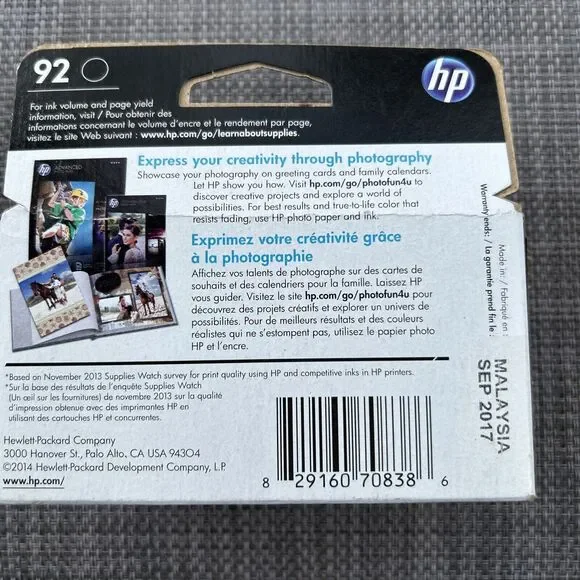 92
hp
For ink volume and page yield
information, visit / Pour obtenir des
informations concernant le volume d'encre et le rendement par page,
visitez le site Web suivant : www.hp.com/go/learnaboutsupplies.
Express your creativity through photography
Showcase your photography on greeting cards and family calendars.
Let HP show you how. Visit hp.com/go/photofun4u to
discover creative projects and explore a world of
possibilities. For best results and true-to-life color that
resists fading, use HP photo paper and ink.
Exprimez votre créativité grâce
à la photographie
Affichez vos talents de photographe sur des cartes de
souhaits et des calendriers pour la famille. Laissez HP
vous guider. Visitez le site hp.com/go/photofun4u pour
découvrez des projets créatifs et explorer un univers de
possibilités. Pour de meilleurs résultats et des couleurs
réalistes qui ne s'estompent pas, utilisez le papier photo
HP et l'encre.
hp
ADVANCED
hp
Warranty ends: / La garantie prend fin le :
Made in: / Fabriqué en :
MALAYSIA
SEP 2017
*Based on November 2013 Supplies Watch survey for print quality using HP and competitive inks in HP printers.
*Sur la base des résultats de l'enquête Supplies Watch
(Un œil sur les fournitures) de novembre 2013 sur la qualité
d'impression obtenue avec des imprimantes HP en
utilisant des cartouches HP et concurrentes.
Hewlett-Packard Company
3000 Hanover St., Palo Alto, CA USA 94304
©2014 Hewlett-Packard Development Company, L.P.
www.hp.com/
8 29160 70838 6